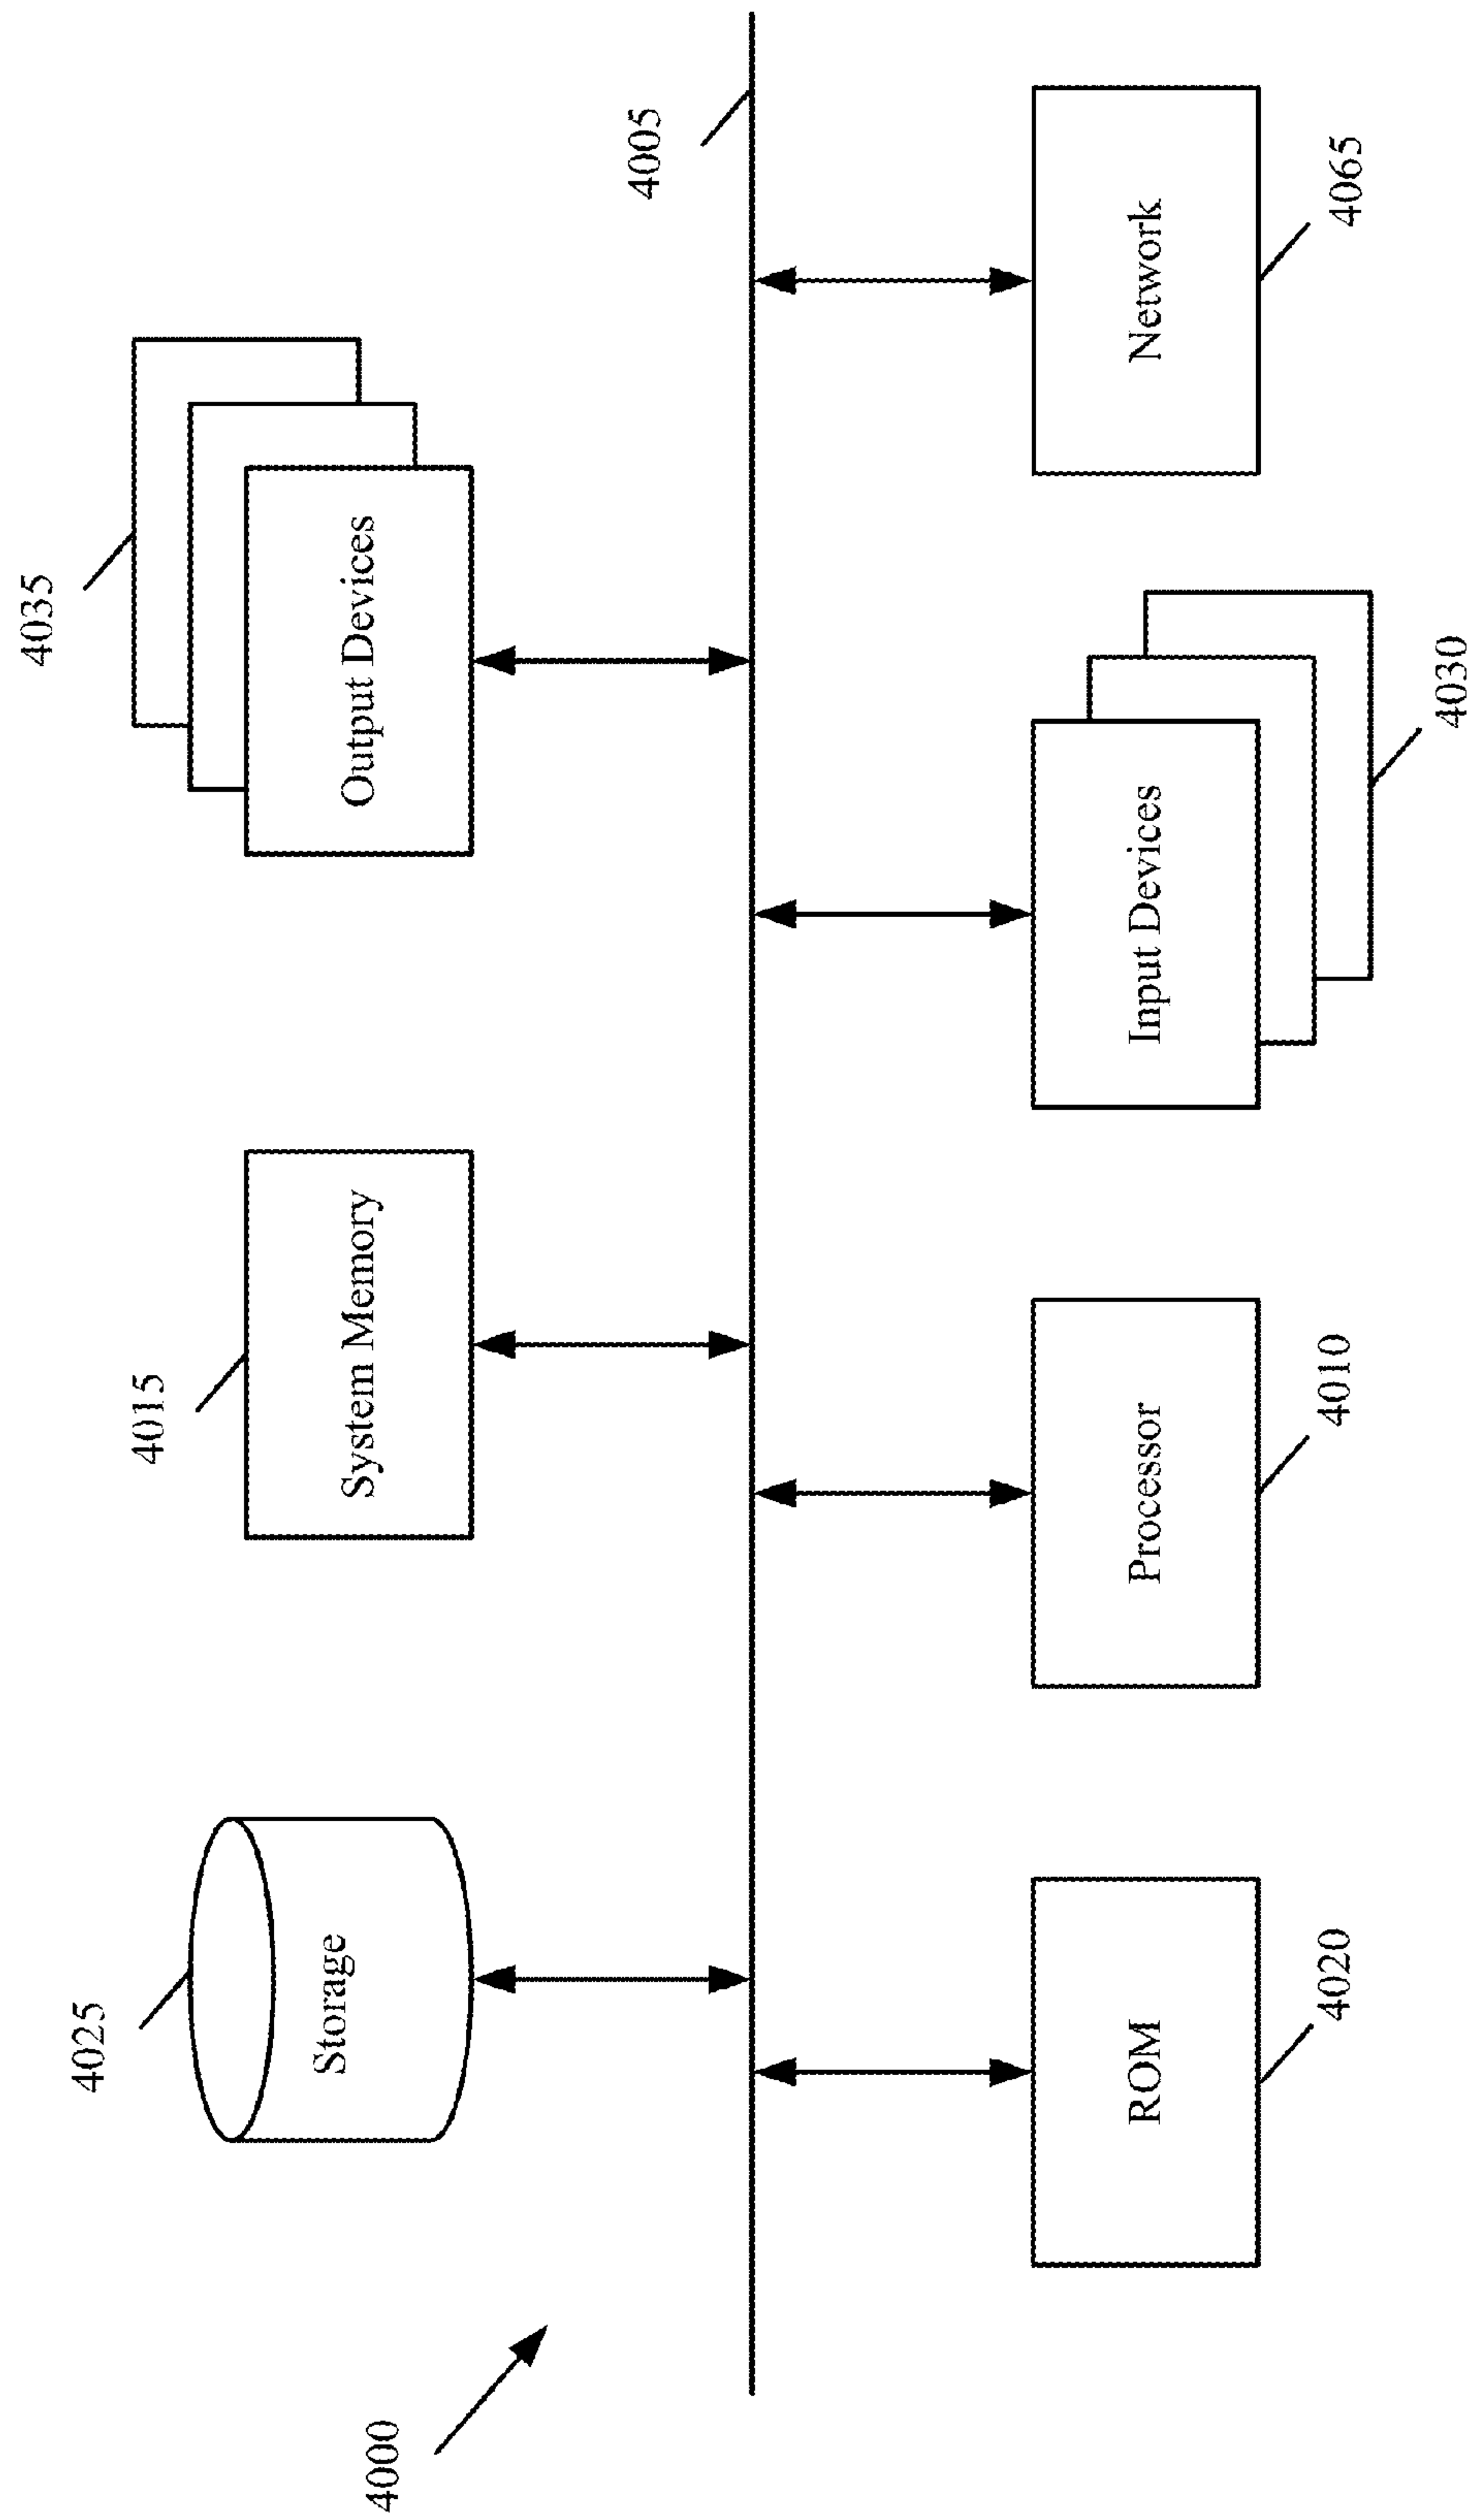 4035
Output Devices
4015
System Memory
4025
Storage
4005
4000
Network
4065
Input Devices
4030
Processor
4010
ROM
4020